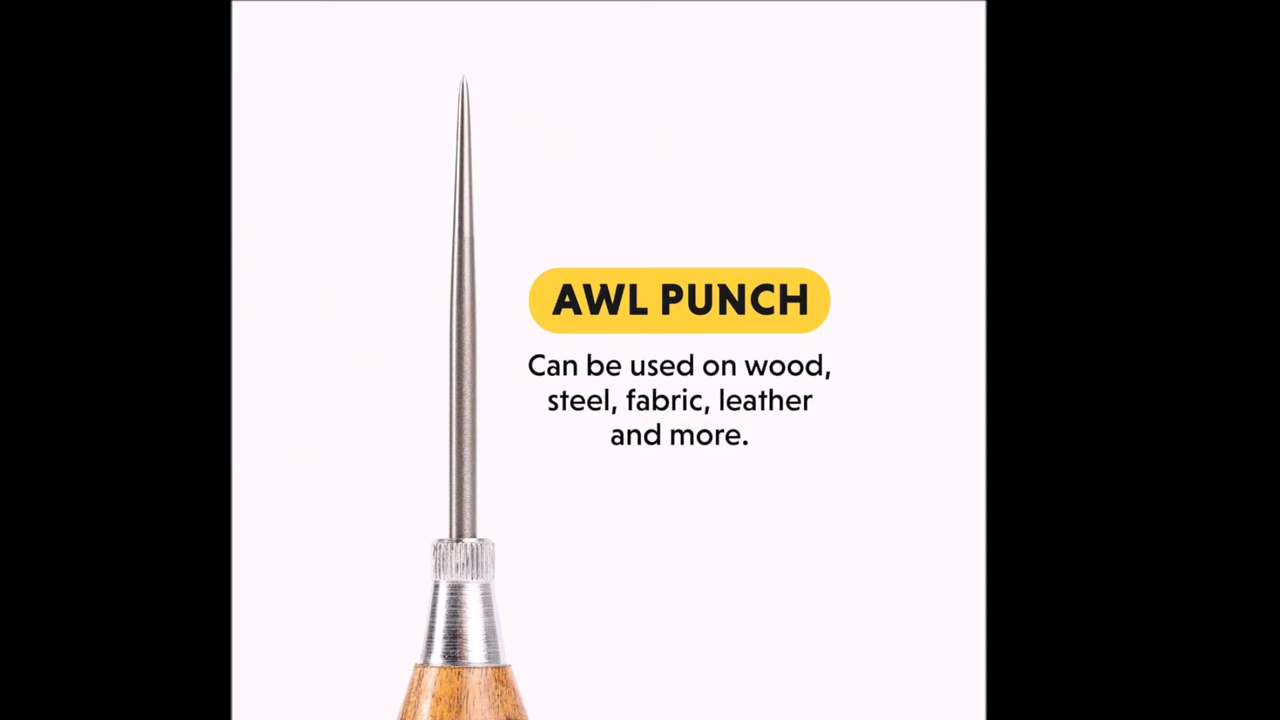 AWL PUNCH
Can be used on wood,
steel, fabric, leather
and more.